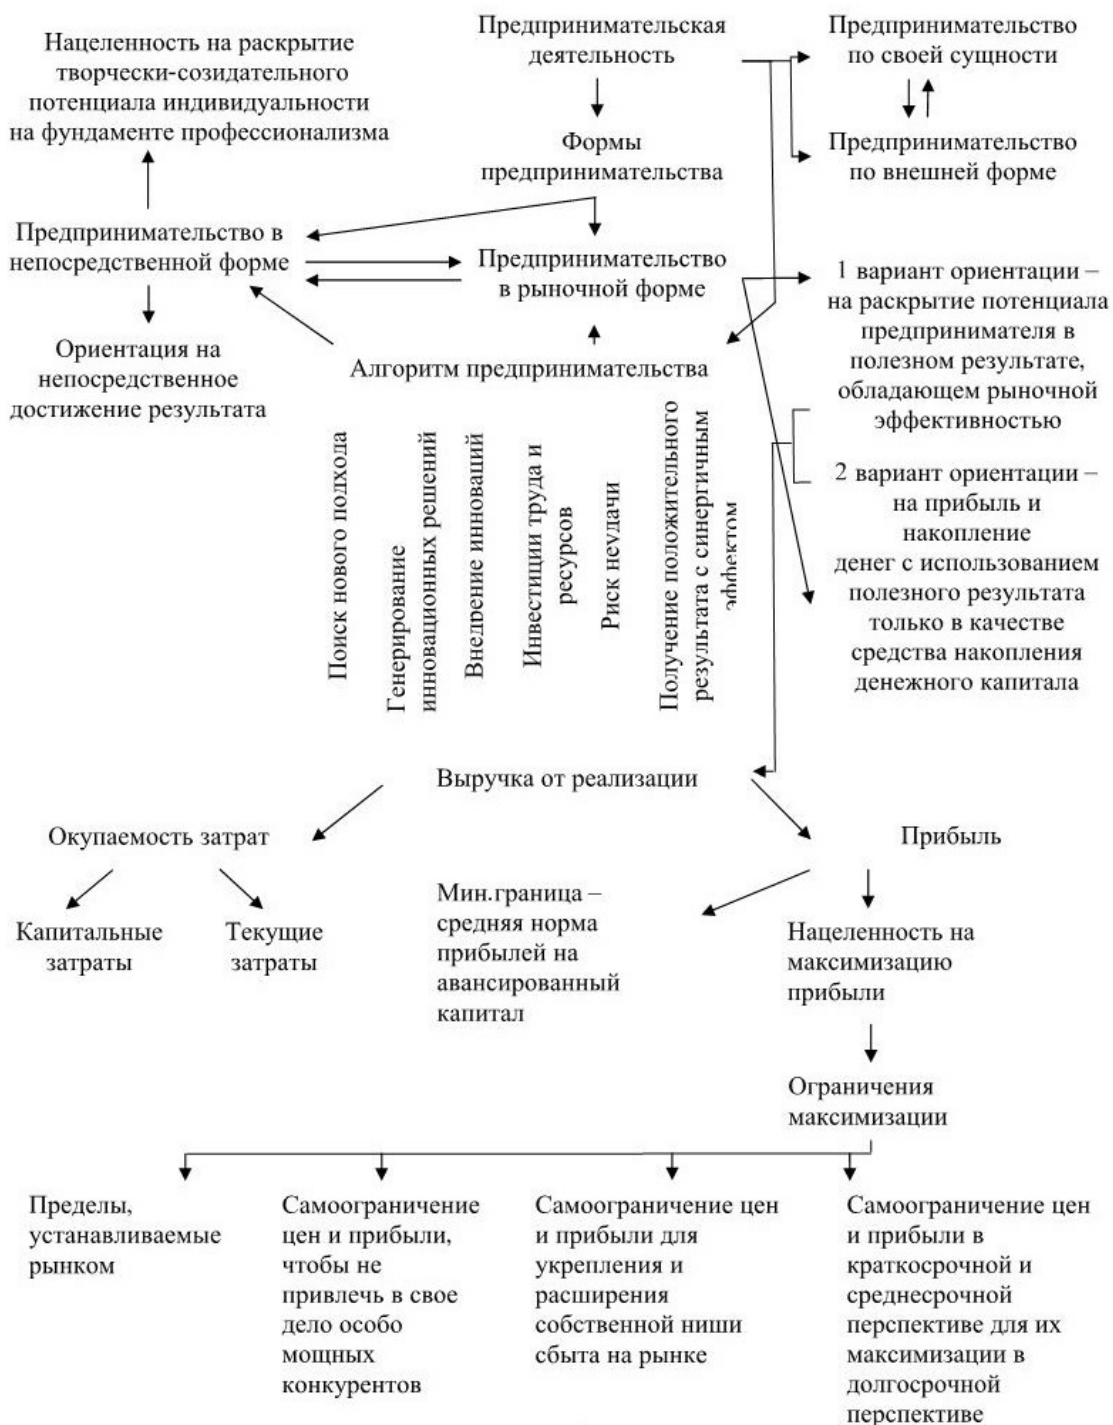 Нацеленность на раскрытие
творчески-созидательного
потенциала индивидуальности
на фундаменте профессионализма
Предпринимательская
деятельность
Предпринимательство
по своей сущности
Формы
предпринимательства
Предпринимательство
по внешней форме
Предпринимательство в
непосредственной форме
Предпринимательство
в рыночной форме
1 вариант ориентации –
на раскрытие потенциала
предпринимателя в
полезном результате,
обладающем рыночной
эффективностью
Ориентация на
непосредственное
достижение результата
Алгоритм предпринимательства
Поиск нового подхода
Генерирование
инновационных решений
Внедрение инноваций
Инвестиции труда и
ресурсов
Риск неудачи
Получение положительного
результата с синергичным
эффектом
2 вариант ориентации –
на прибыль и
накопление
денег с использованием
полезного результата
только в качестве
средства накопления
денежного капитала
Выручка от реализации
Окупаемость затрат
Прибыль
Капитальные
затраты
Текущие
затраты
Мин.граница –
средняя норма
прибылей на
авансированный
капитал
Нацеленность на
максимизацию
прибыли
Ограничения
максимизации
Пределы,
устанавливаемые
рынком
Самоограничение
цен и прибыли,
чтобы не
привлечь в свое
дело особо
мощных
конкурентов
Самоограничение цен
и прибыли для
укрепления и
расширения
собственной ниши
сбыта на рынке
Самоограничение цен
и прибыли в
краткосрочной и
среднесрочной
перспективе для их
максимизации в
долгосрочной
перспективе